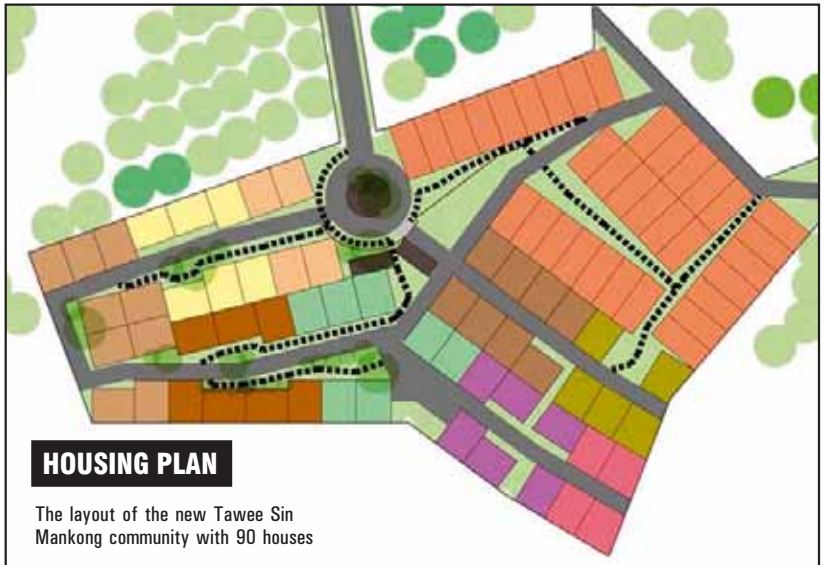 HOUSING PLAN
The layout of the new Tawee Sin
Mankong community with 90 houses